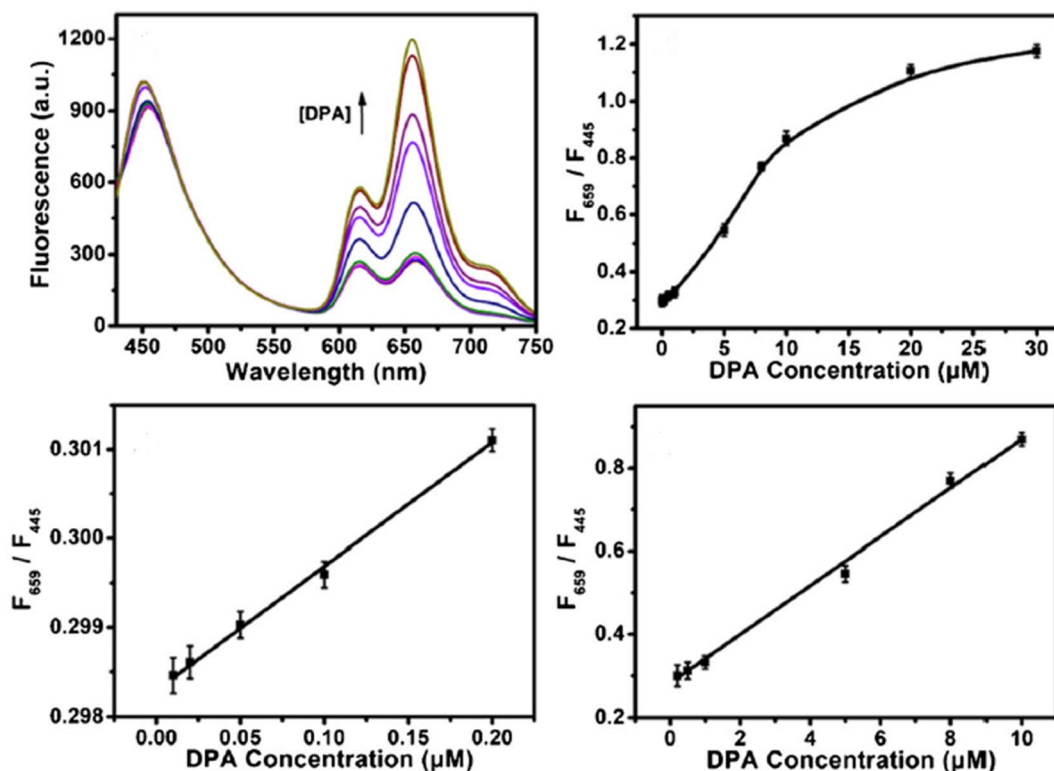 1200
900
600
300
0
Fluorescence (a.u.)
[DPA]
450 500 550 600 650 700 750
Wavelength (nm)
1.2
1.0
0.8
0.6
0.4
0.2
F659 / F445
0 5 10 15 20 25 30
DPA Concentration (µM)
0.301
0.300
0.299
0.298
F659 / F445
0.00 0.05 0.10 0.15 0.20
DPA Concentration (µM)
0.8
0.6
0.4
0.2
F659 / F445
0 2 4 6 8 10
DPA Concentration (µM)